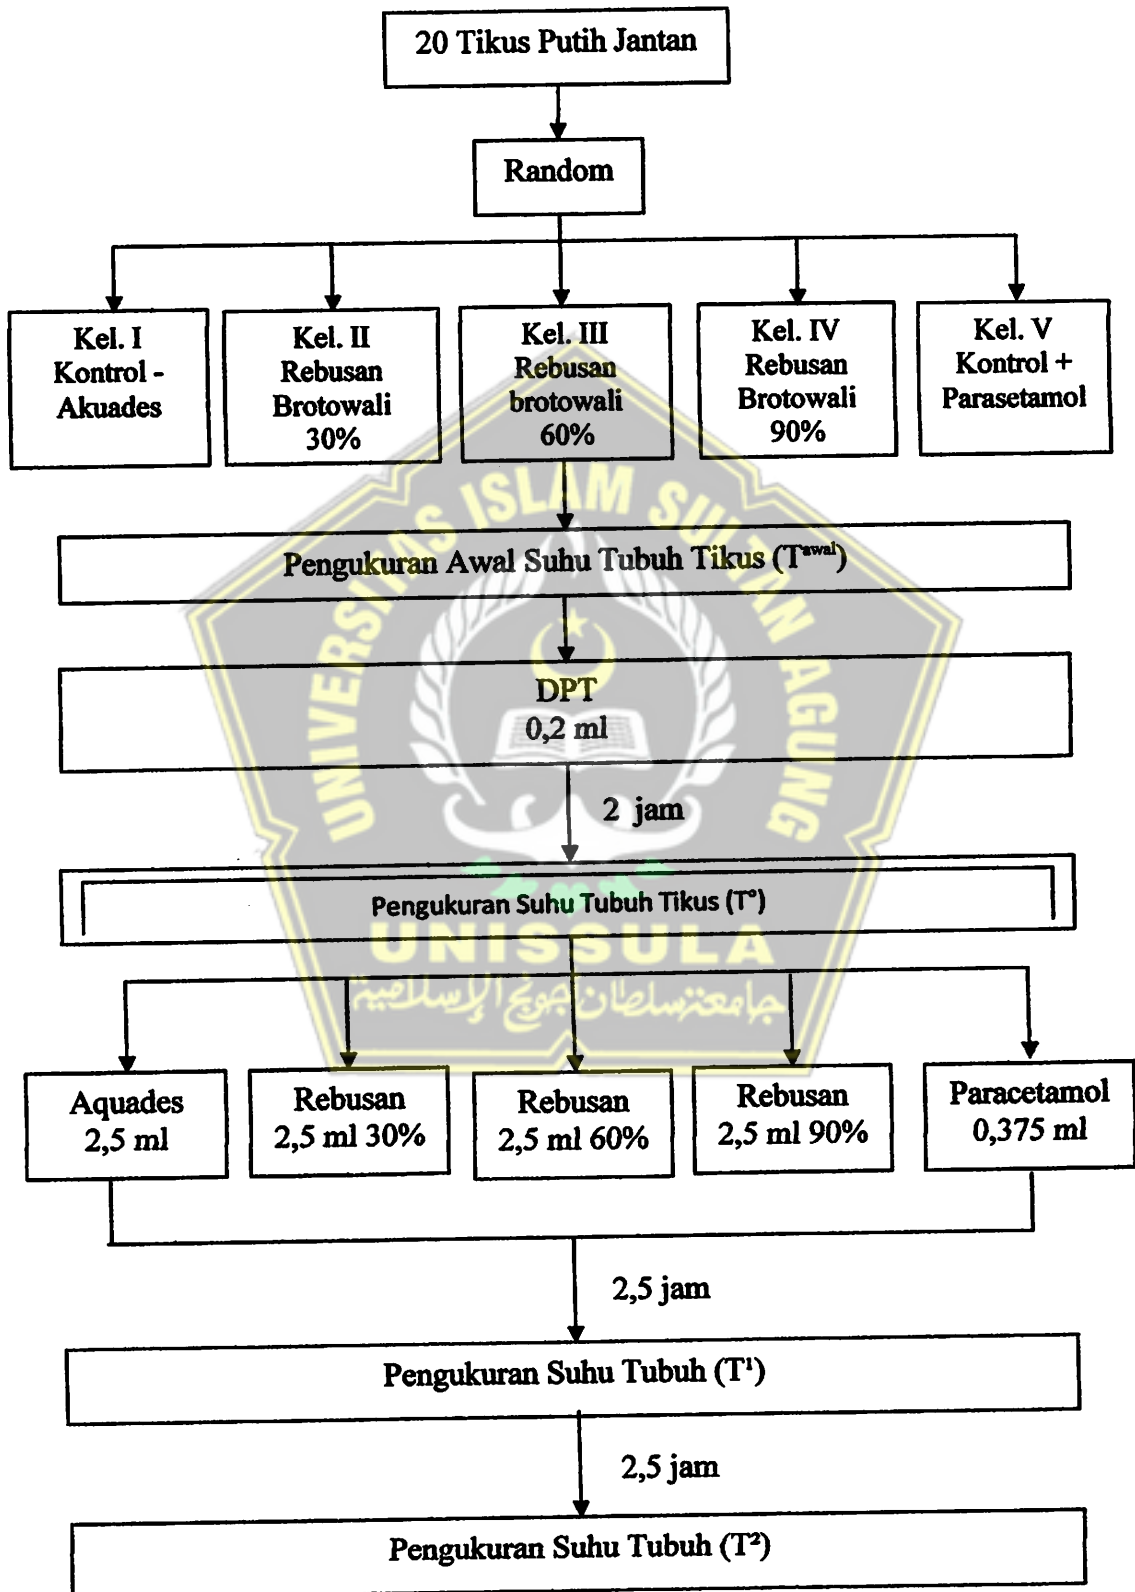 20 Tikus Putih Jantan
Random
Kel. I
Kontrol -
Akuades
Kel. II
Rebusan
Brotowali
30%
Kel. III
Rebusan
brotowali
60%
Kel. IV
Rebusan
Brotowali
90%
Kel. V
Kontrol +
Parasetamol
UNIVERSITAS ISLAM SULTAN AGUNG
Pengukuran Awal Suhu Tubuh Tikus (Tᵃʷᵃˡ)
DPT
0,2 ml
2 jam
Pengukuran Suhu Tubuh Tikus (T°)
UNISSULA
جامعة سلطان أجونج الإسلامية
Aquades
2,5 ml
Rebusan
2,5 ml 30%
Rebusan
2,5 ml 60%
Rebusan
2,5 ml 90%
Paracetamol
0,375 ml
2,5 jam
Pengukuran Suhu Tubuh (T¹)
2,5 jam
Pengukuran Suhu Tubuh (T²)